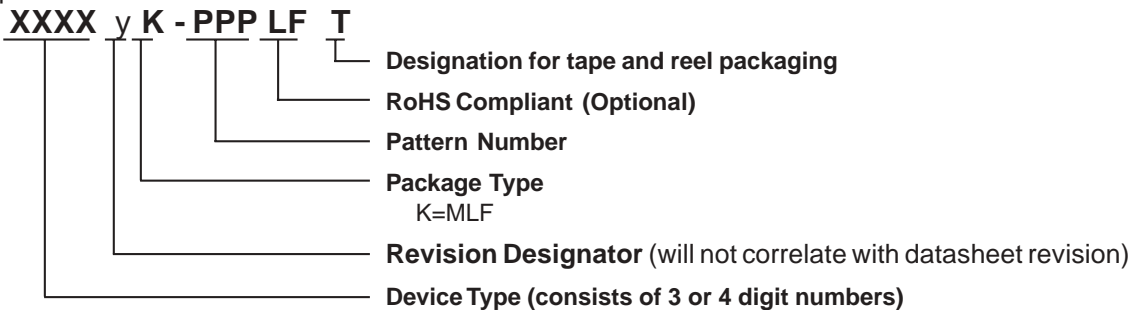 XXXX y K - PPP LF T
Designation for tape and reel packaging
RoHS Compliant (Optional)
Pattern Number
Package Type
K=MLF
Revision Designator (will not correlate with datasheet revision)
Device Type (consists of 3 or 4 digit numbers)